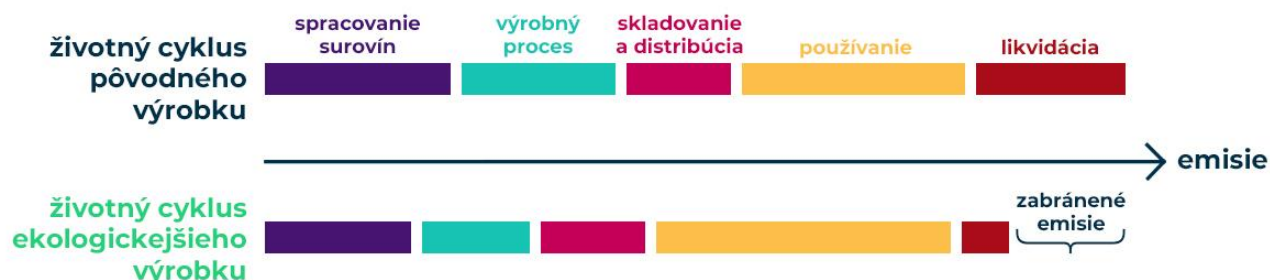 životný cyklus
pôvodného
výrobku
spracovanie
surovín
výrobný
proces
skladovanie
a distribúcia
používanie
likvidácia
emisie
životný cyklus
ekologickejšieho
výrobku
zabránené
emisie